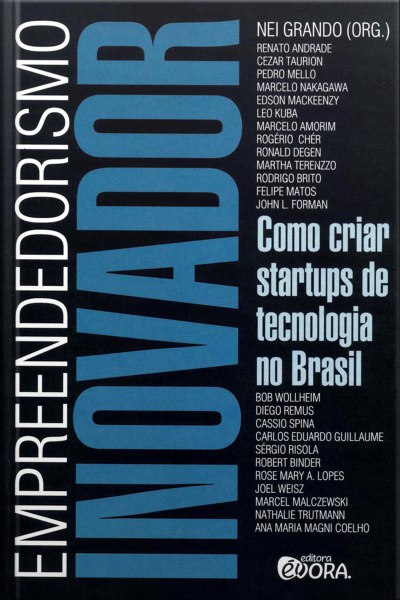 EMPREENDEDORISMO
INOVADOR
NEI GRANDO (ORG.)
RENATO ANDRADE
CEZAR TAURION
PEDRO MELLO
MARCELO NAKAGAWA
EDSON MACKEENZY
LEO KUBA
MARCELO AMORIM
ROGÉRIO CHÉR
RONALD DEGEN
MARTHA TERENZZO
RODRIGO BRITO
FELIPE MATOS
JOHN L. FORMAN
Como criar
startups de
tecnologia
no Brasil
BOB WOLLHEIM
DIEGO REMUS
CASSIO SPINA
CARLOS EDUARDO GUILLAUME
SÉRGIO RISOLA
ROBERT BINDER
ROSE MARY A. LOPES
JOEL WEISZ
MARCEL MALCZEWSKI
NATHALIE TRUTMANN
ANA MARIA MAGNI COELHO
editora
ÉVORA.